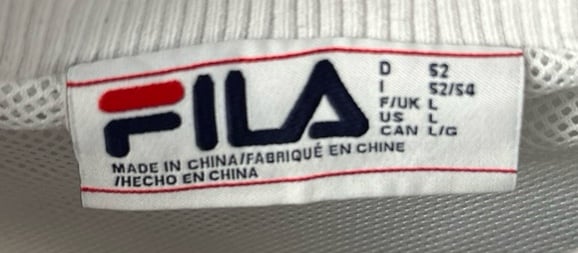 FILA
D 52
I 52/54
F/UK L
US L
CAN L/G
MADE IN CHINA/FABRIQUÉ EN CHINE
/HECHO EN CHINA